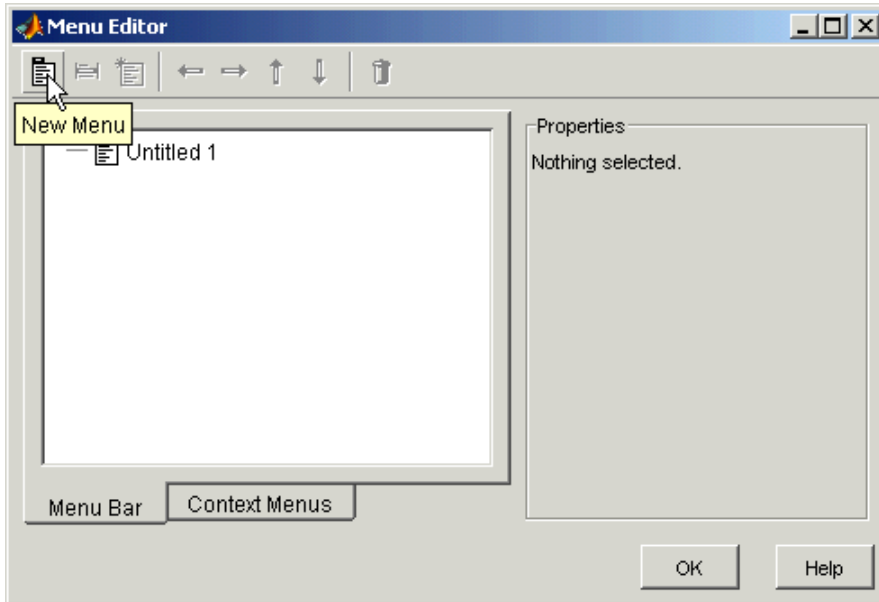 Menu Editor
New Menu
Untitled 1
Properties
Nothing selected.
Menu Bar
Context Menus
OK
Help